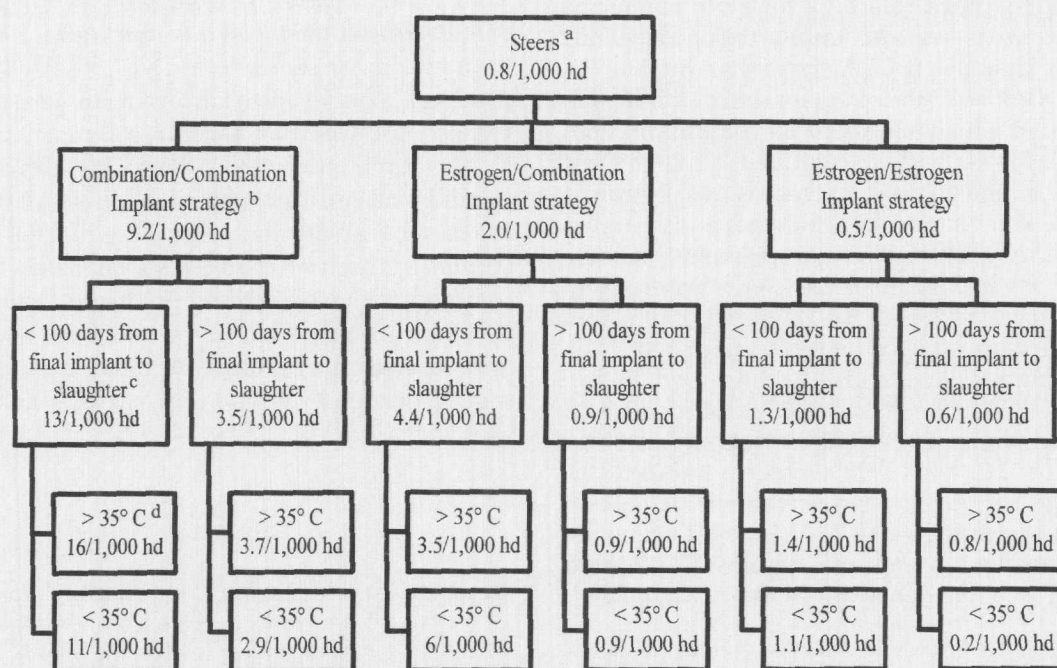 Steers a
0.8/1,000 hd
Combination/Combination
Implant strategy b
9.2/1,000 hd
Estrogen/Combination
Implant strategy
2.0/1,000 hd
Estrogen/Estrogen
Implant strategy
0.5/1,000 hd
< 100 days from
final implant to
slaughter c
13/1,000 hd
> 100 days from
final implant to
slaughter
3.5/1,000 hd
< 100 days from
final implant to
slaughter
4.4/1,000 hd
> 100 days from
final implant to
slaughter
0.9/1,000 hd
< 100 days from
final implant to
slaughter
1.3/1,000 hd
> 100 days from
final implant to
slaughter
0.6/1,000 hd
> 35° C d
16/1,000 hd
> 35° C
3.7/1,000 hd
> 35° C
3.5/1,000 hd
> 35° C
0.9/1,000 hd
> 35° C
1.4/1,000 hd
> 35° C
0.8/1,000 hd
< 35° C
11/1,000 hd
< 35° C
2.9/1,000 hd
< 35° C
6/1,000 hd
< 35° C
0.9/1,000 hd
< 35° C
1.1/1,000 hd
< 35° C
0.2/1,000 hd